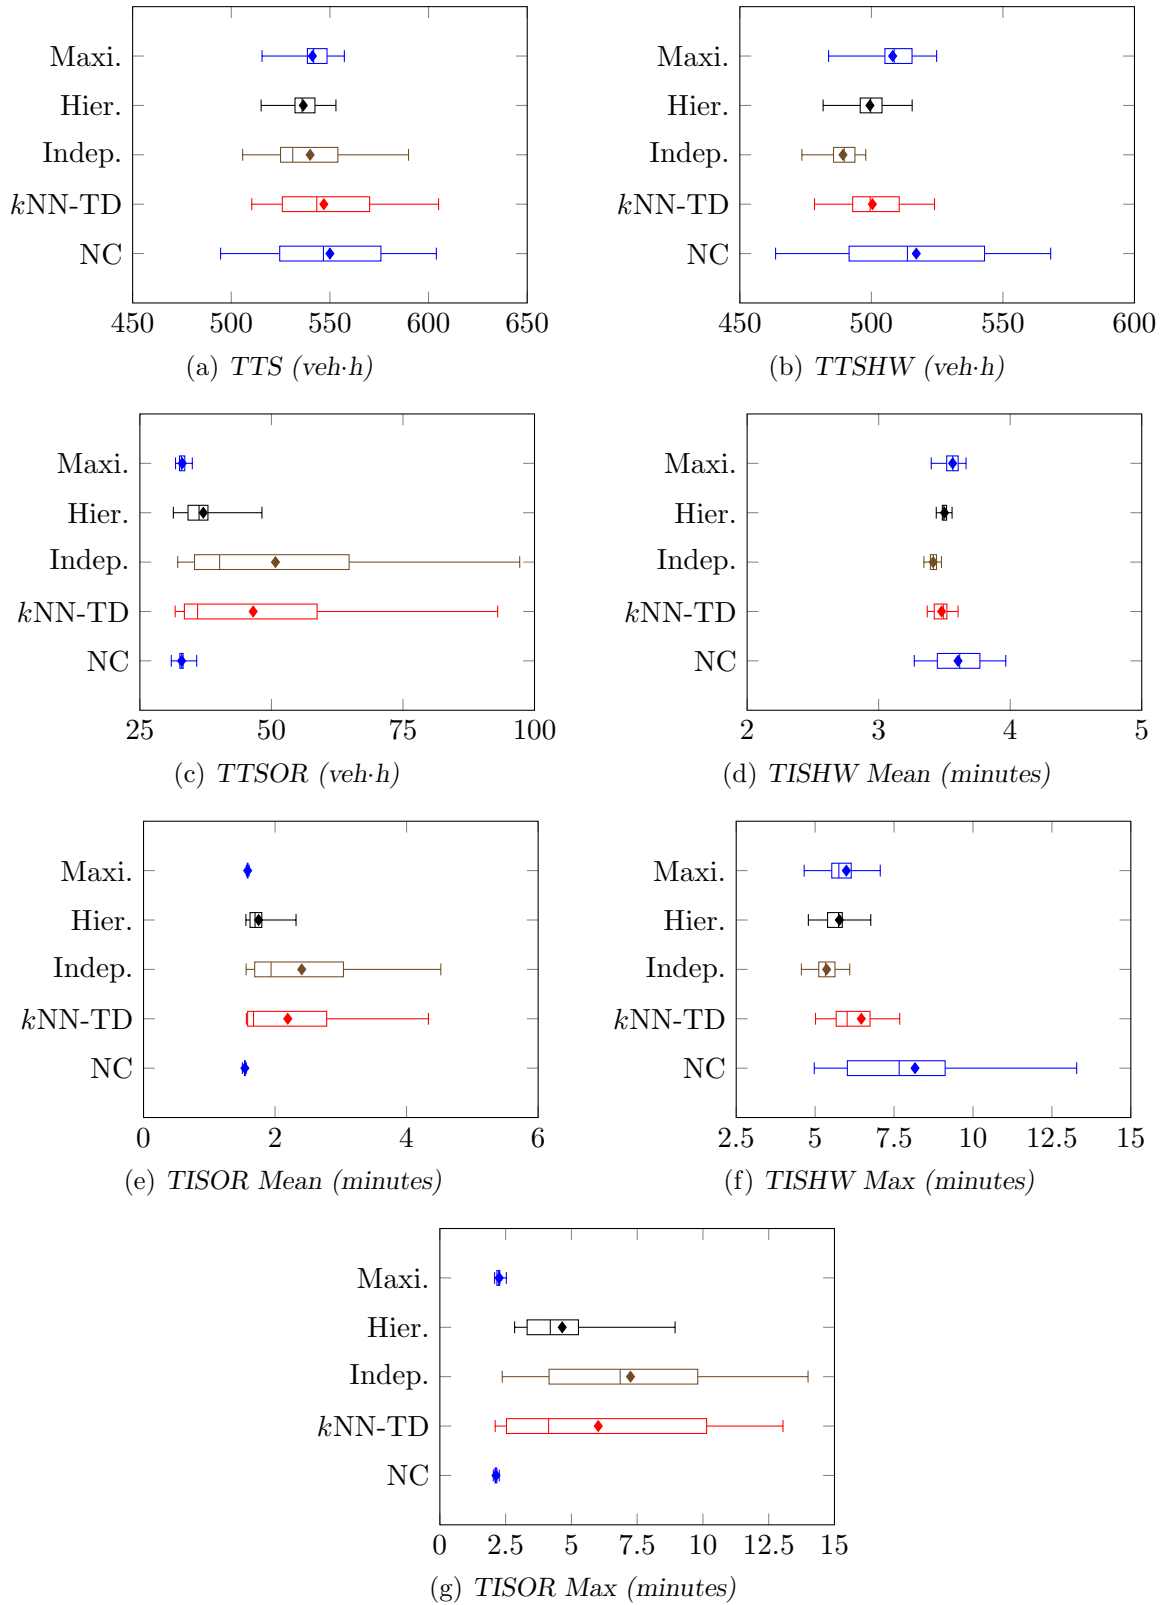 Maxi.
Hier.
Indep.
kNN-TD
NC
450 500 550 600 650
(a) TTS (veh·h)
Maxi.
Hier.
Indep.
kNN-TD
NC
450 500 550 600
(b) TTSHW (veh·h)
Maxi.
Hier.
Indep.
kNN-TD
NC
25 50 75 100
(c) TTSOR (veh·h)
Maxi.
Hier.
Indep.
kNN-TD
NC
2 3 4 5
(d) TISHW Mean (minutes)
Maxi.
Hier.
Indep.
kNN-TD
NC
0 2 4 6
(e) TISOR Mean (minutes)
Maxi.
Hier.
Indep.
kNN-TD
NC
2.5 5 7.5 10 12.5 15
(f) TISHW Max (minutes)
Maxi.
Hier.
Indep.
kNN-TD
NC
0 2.5 5 7.5 10 12.5 15
(g) TISOR Max (minutes)